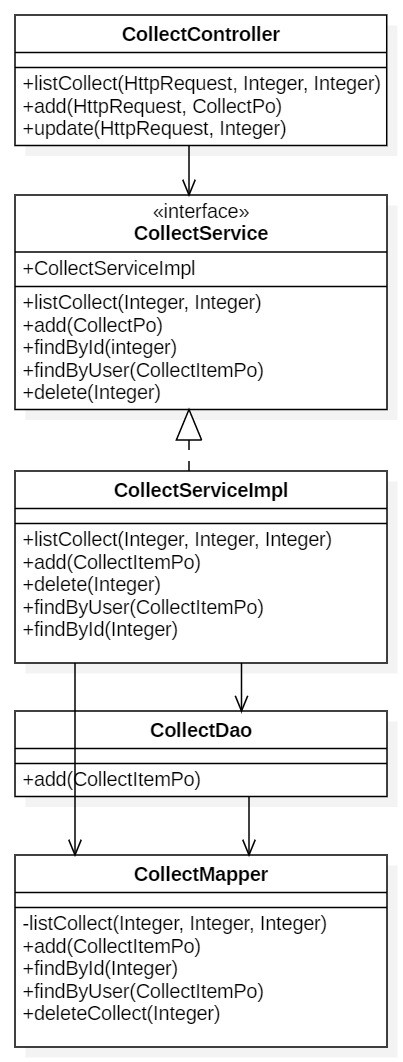 CollectController
+listCollect(HttpRequest, Integer, Integer)
+add(HttpRequest, CollectPo)
+update(HttpRequest, Integer)
«interface»
CollectService
+CollectServiceImpl
+listCollect(Integer, Integer)
+add(CollectPo)
+findById(integer)
+findByUser(CollectItemPo)
+delete(Integer)
CollectServiceImpl
+listCollect(Integer, Integer, Integer)
+add(CollectItemPo)
+delete(Integer)
+findByUser(CollectItemPo)
+findById(Integer)
CollectDao
+add(CollectItemPo)
CollectMapper
-listCollect(Integer, Integer, Integer)
+add(CollectItemPo)
+findById(Integer)
+findByUser(CollectItemPo)
+deleteCollect(Integer)